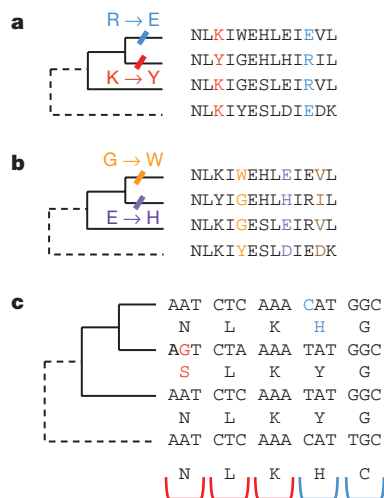 a
R → E
K → Y
NLKIWEHLEIEVL
NLYIGEHLHIRIL
NLKIGESLEIRVL
NLKIYESLDIEDK
b
G → W
E → H
NLKIWEHLEIEVL
NLYIGEHLHIRIL
NLKIGESLEIRVL
NLKIYESLDIEDK
c
AAT CTC AAA CAT GGC
N L K H G
AGT CTA AAA TAT GGC
S L K Y G
AAT CTC AAA TAT GGC
N L K Y G
AAT CTC AAA CAT TGC
N L K H C